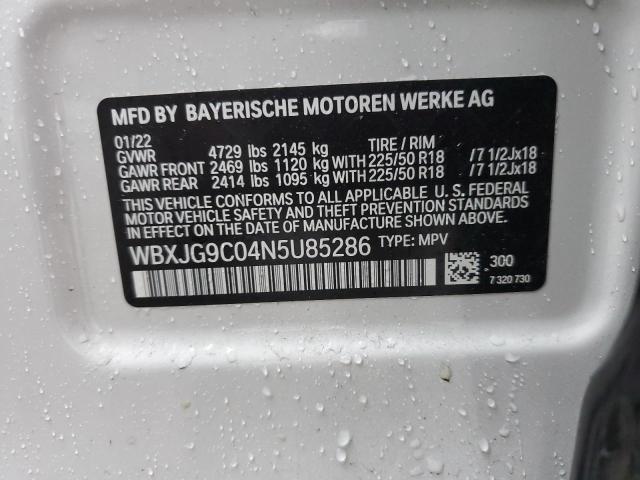 MFD BY BAYERISCHE MOTOREN WERKE AG
01/22 TIRE / RIM
GVWR 4729 lbs 2145 kg
GAWR FRONT 2469 lbs 1120 kg WITH 225/50 R18 /7 1/2Jx18
GAWR REAR 2414 lbs 1095 kg WITH 225/50 R18 /7 1/2Jx18
THIS VEHICLE CONFORMS TO ALL APPLICABLE U. S. FEDERAL
MOTOR VEHICLE SAFETY AND THEFT PREVENTION STANDARDS
IN EFFECT ON THE DATE OF MANUFACTURE SHOWN ABOVE.
WBXJG9C04N5U85286 TYPE: MPV
300
7 320 730